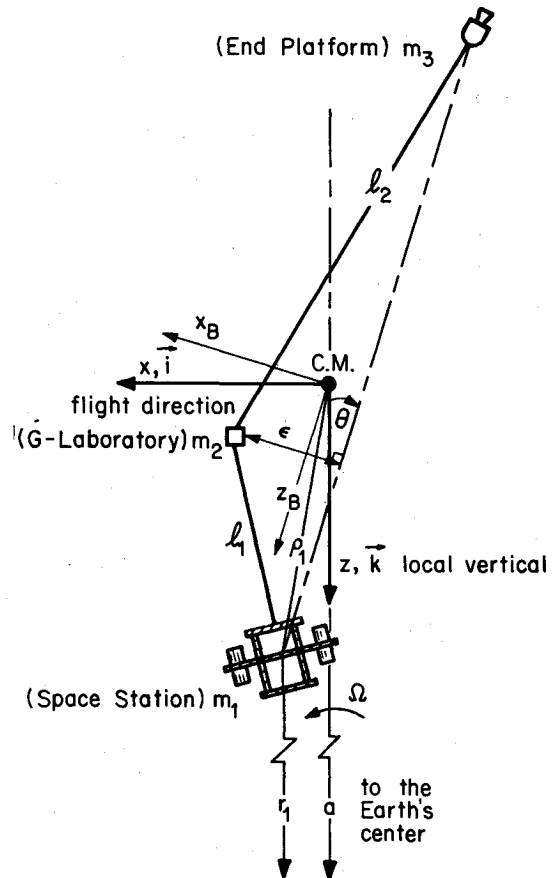 (End Platform) m3
ℓ2
xB
C.M.
x, i
flight direction
θ
(G-Laboratory) m2
ϵ
zB
ℓ1
ρ1
z, k local vertical
(Space Station) m1
Ω
r1
a
to the
Earth's
center